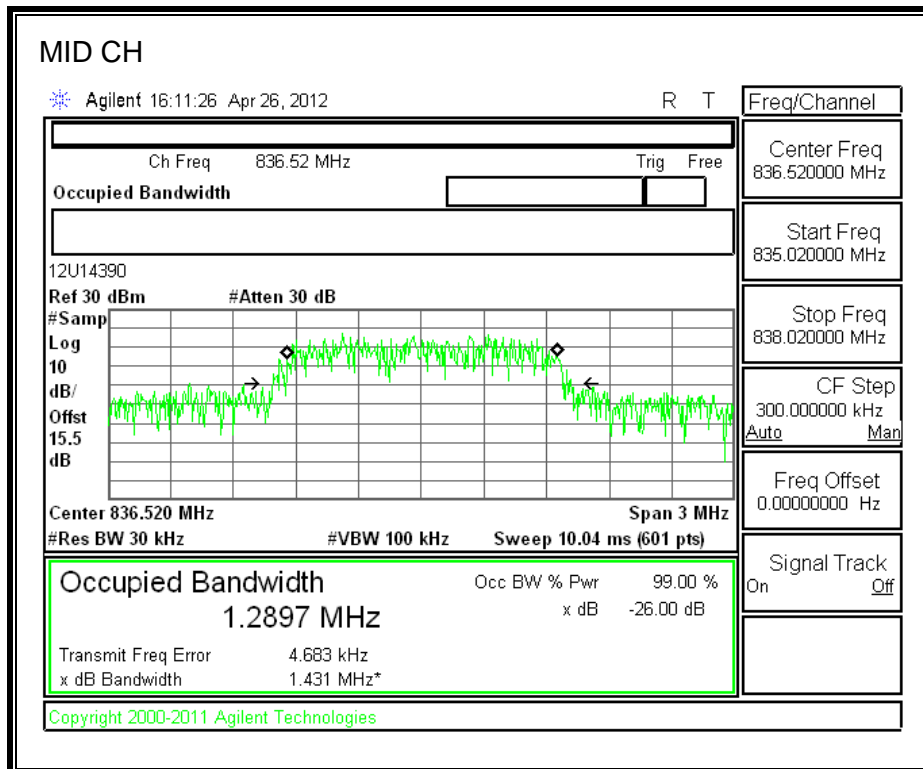 MID CH
Agilent 16:11:26 Apr 26, 2012 R T
Freq/Channel
Ch Freq 836.52 MHz Trig Free
Occupied Bandwidth
Center Freq
836.520000 MHz
Start Freq
835.020000 MHz
Stop Freq
838.020000 MHz
CF Step
300.000000 kHz
Auto Man
Freq Offset
0.00000000 Hz
Signal Track
On Off
12U14390
Ref 30 dBm #Atten 30 dB
#Samp
Log
10
dB/
Offst
15.5
dB
Center 836.520 MHz Span 3 MHz
#Res BW 30 kHz #VBW 100 kHz Sweep 10.04 ms (601 pts)
Occupied Bandwidth Occ BW % Pwr 99.00 %
1.2897 MHz x dB -26.00 dB
Transmit Freq Error 4.683 kHz
x dB Bandwidth 1.431 MHz*
Copyright 2000-2011 Agilent Technologies